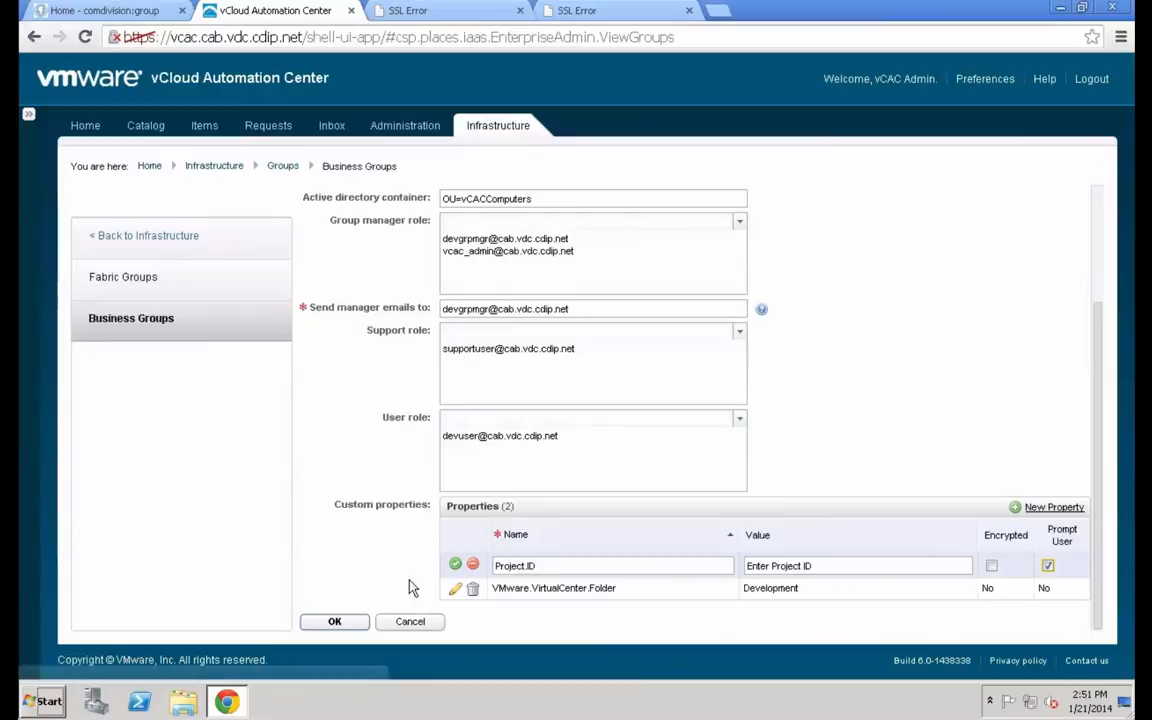 Home - comdivision:group
vCloud Automation Center
SSL Error
SSL Error
https://vcac.cab.vdc.cdip.net/shell-ui-app/#csp.places.iaas.EnterpriseAdmin.ViewGroups
vmware® vCloud Automation Center
Welcome, vCAC Admin.
Preferences
Help
Logout
Home
Catalog
Items
Requests
Inbox
Administration
Infrastructure
You are here: Home Infrastructure Groups Business Groups
< Back to Infrastructure
Fabric Groups
Business Groups
Active directory container: OU=vCACComputers
Group manager role:
devgrpmgr@cab.vdc.cdip.net
vcac_admin@cab.vdc.cdip.net
* Send manager emails to: devgrpmgr@cab.vdc.cdip.net
Support role:
supportuser@cab.vdc.cdip.net
User role:
devuser@cab.vdc.cdip.net
Custom properties: Properties (2)
New Property
* Name
Value
Encrypted
Prompt
User
Project.ID
Enter Project ID
VMware.VirtualCenter.Folder
Development
No
No
OK
Cancel
Copyright © VMware, Inc. All rights reserved.
Build 6.0-1438338
Privacy policy
Contact us
Start
2:51 PM
1/21/2014